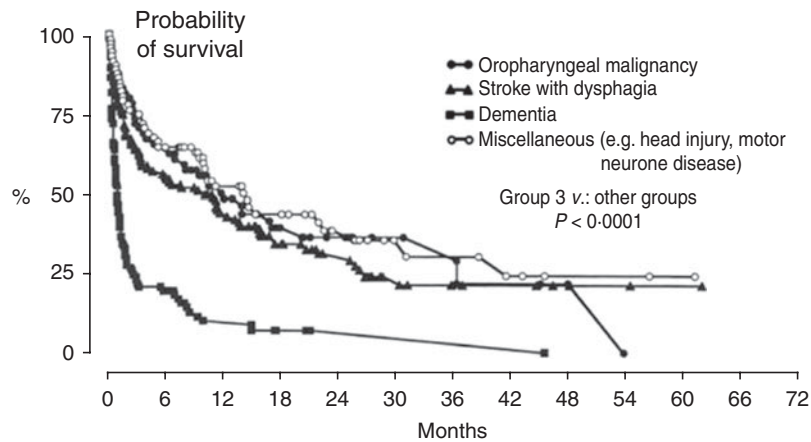 Probability
of survival
100
75
50
25
0
%
Oropharyngeal malignancy
Stroke with dysphagia
Dementia
Miscellaneous (e.g. head injury, motor
neurone disease)
Group 3 v.: other groups
P < 0·0001
0 6 12 18 24 30 36 42 48 54 60 66 72
Months